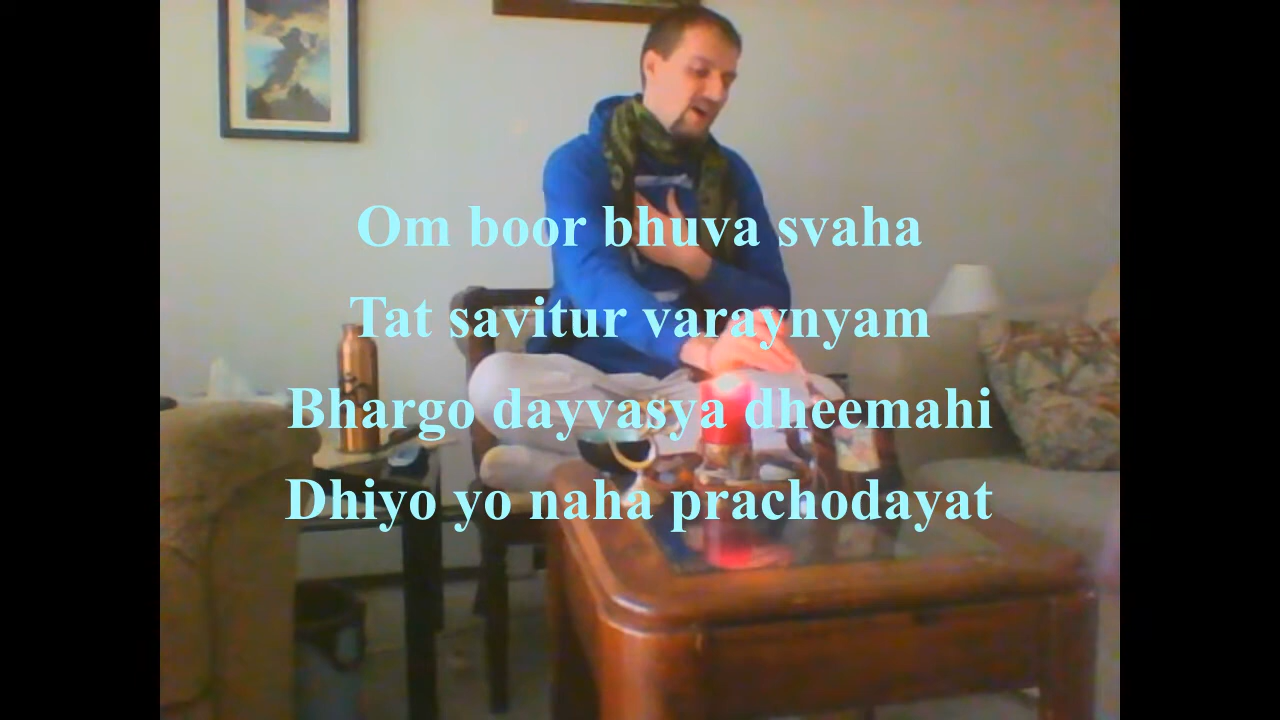 Om boor bhuva svaha
Tat savitur varaynyam
Bhargo dayvasya dheemahi
Dhiyo yo naha prachodayat